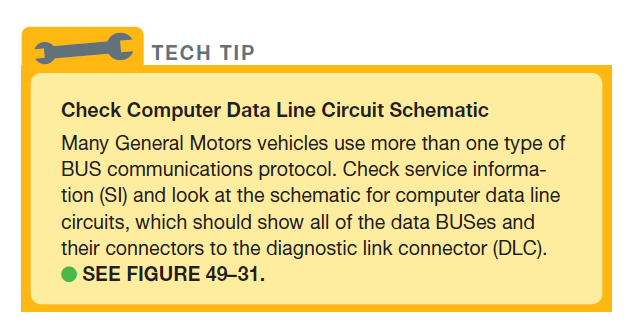 TECH TIP
Check Computer Data Line Circuit Schematic
Many General Motors vehicles use more than one type of
BUS communications protocol. Check service informa-
tion (SI) and look at the schematic for computer data line
circuits, which should show all of the data BUSes and
their connectors to the diagnostic link connector (DLC).
SEE FIGURE 49–31.